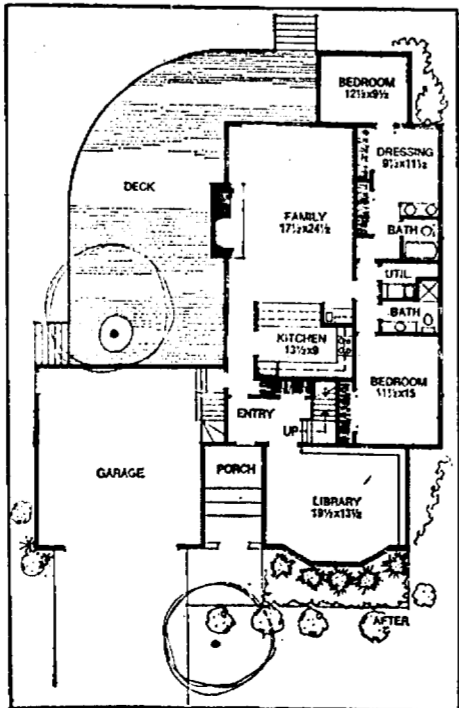 BEDROOM
12½x9½
DRESSING
9½x11½
DECK
FAMILY
17½x24½
BATH
UTIL.
BATH
KITCHEN
13½x9
BEDROOM
11½x15
ENTRY
UP
GARAGE
PORCH
LIBRARY
19½x13½
AFTER